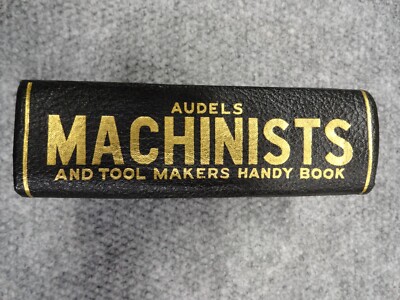 AUDELS
MACHINISTS
AND TOOL MAKERS HANDY BOOK